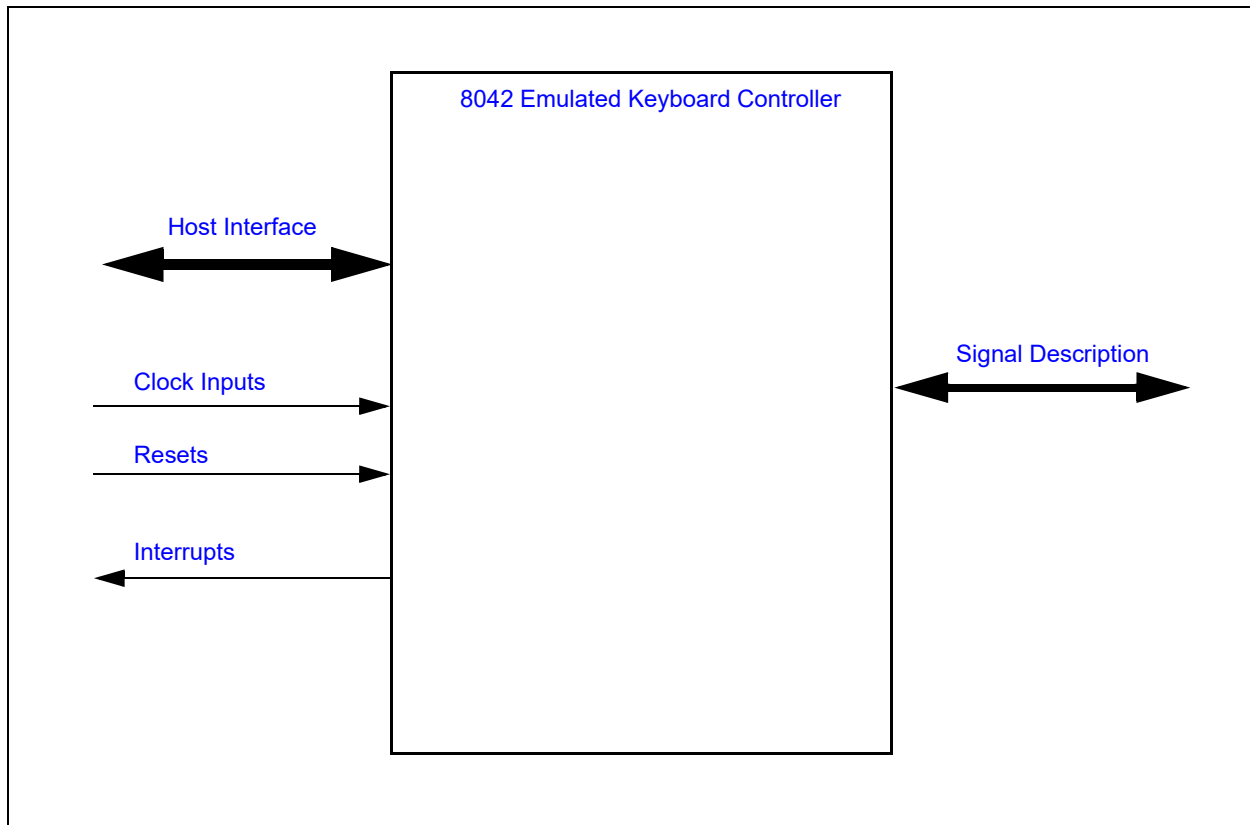 8042 Emulated Keyboard Controller
Host Interface
Signal Description
Clock Inputs
Resets
Interrupts